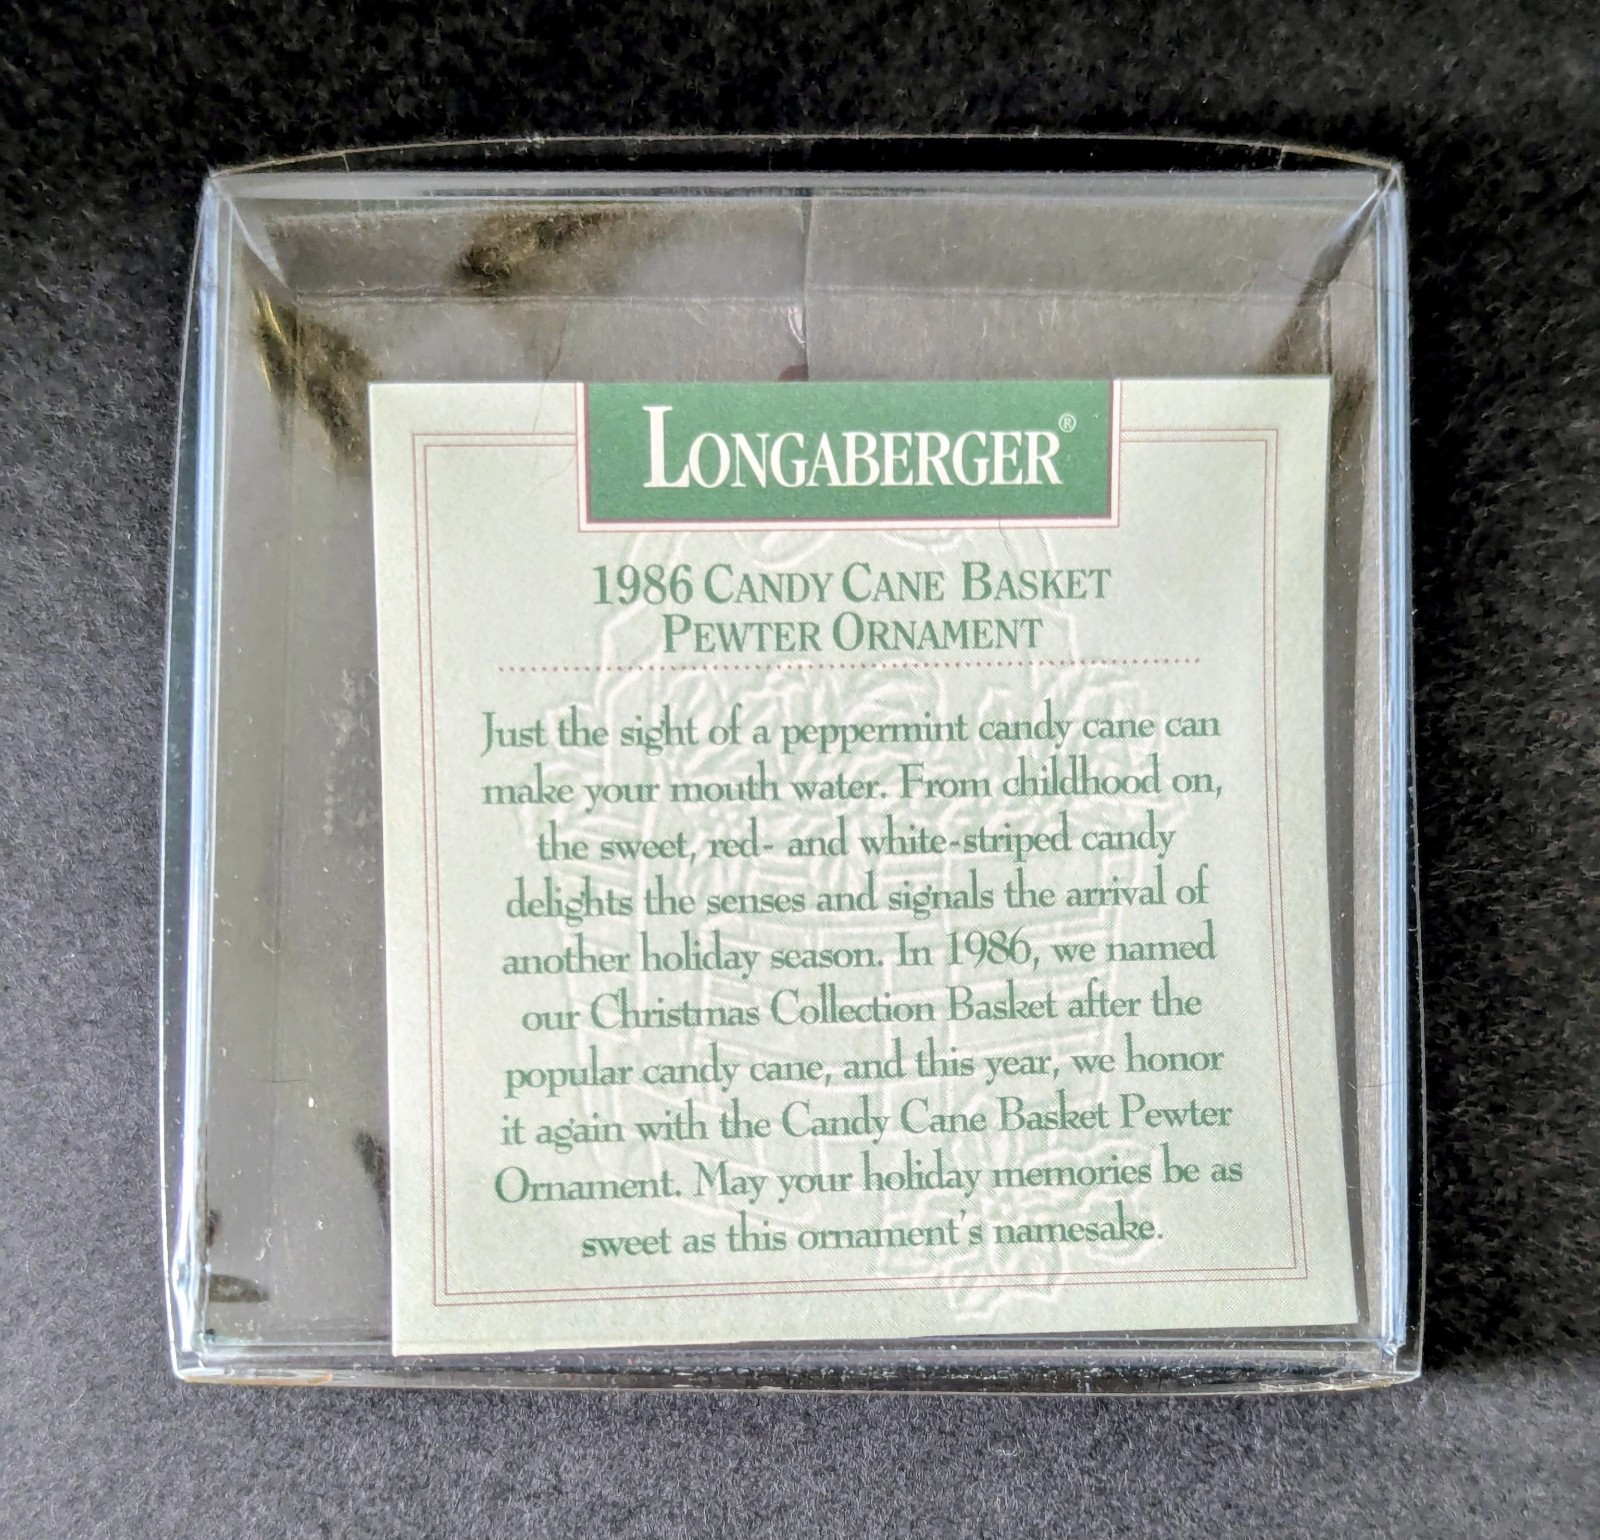 LONGABERGER®
1986 CANDY CANE BASKET
PEWTER ORNAMENT
Just the sight of a peppermint candy cane can
make your mouth water. From childhood on,
the sweet, red- and white-striped candy
delights the senses and signals the arrival of
another holiday season. In 1986, we named
our Christmas Collection Basket after the
popular candy cane, and this year, we honor
it again with the Candy Cane Basket Pewter
Ornament. May your holiday memories be as
sweet as this ornament's namesake.